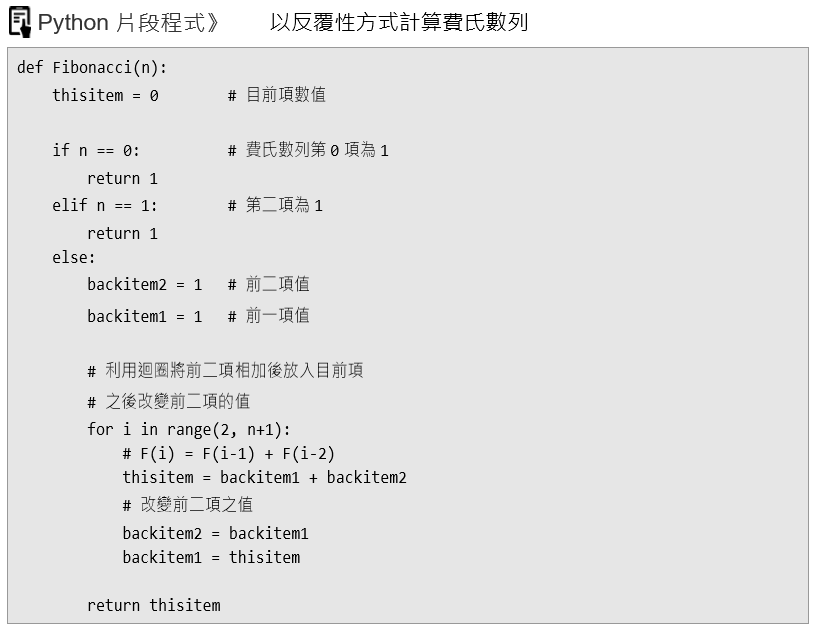 Python 片段程式》 以反覆性方式計算費氏數列
def Fibonacci(n):
    thisitem = 0        # 目前項數值
    if n == 0:          # 費氏數列第 0 項為 1
        return 1
    elif n == 1:        # 第二項為 1
        return 1
    else:
        backitem2 = 1   # 前二項值
        backitem1 = 1   # 前一項值
        # 利用迴圈將前二項相加後放入目前項
        # 之後改變前二項的值
        for i in range(2, n+1):
            # F(i) = F(i-1) + F(i-2)
            thisitem = backitem1 + backitem2
            # 改變前二項之值
            backitem2 = backitem1
            backitem1 = thisitem
        return thisitem